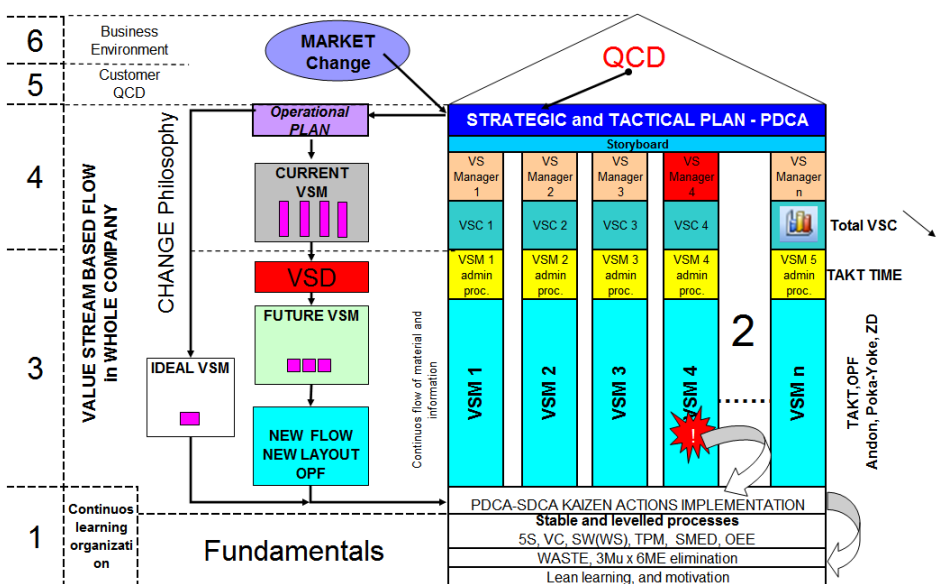 6
Business
Environment
5
Customer
QCD
MARKET
Change
QCD
STRATEGIC and TACTICAL PLAN - PDCA
Storyboard
4
VALUE STREAM BASED FLOW
in WHOLE COMPANY
CHANGE Philosophy
Operational
PLAN
CURRENT
VSM
VS
Manager
1
VS
Manager
2
VS
Manager
3
VS
Manager
4
VS
Manager
n
VSC 1
VSC 2
VSC 3
VSC 4
Total VSC
VSM 1
admin
proc.
VSM 2
admin
proc.
VSM 3
admin
proc.
VSM 4
admin
proc.
VSM 5
admin
proc.
TAKT TIME
3
VSD
FUTURE VSM
IDEAL VSM
NEW FLOW
NEW LAYOUT
OPF
Continuos flow of material and
information
VSM 1
VSM 2
VSM 3
VSM 4
!
2
VSM n
TAKT,OPF
Andon, Poka-Yoke, ZD
1
Continuos
learning
organizati
on
Fundamentals
PDCA-SDCA KAIZEN ACTIONS IMPLEMENTATION
Stable and levelled processes
5S, VC, SW(WS), TPM, SMED, OEE
WASTE, 3Mu x 6ME elimination
Lean learning, and motivation